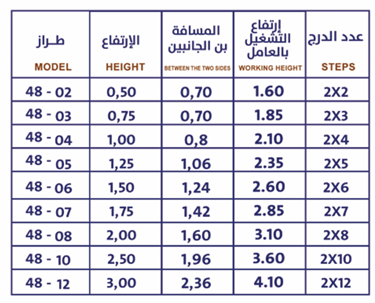 طــراز الإرتفاع المسافة بن الجانبين إرتفاع التشغيل بالعامل عدد الدرج
MODEL HEIGHT BETWEEN THE TWO SIDES WORKING HEIGHT STEPS
48 - 02 0,50 0,70 1.60 2X2
48 - 03 0,75 0,70 1.85 2X3
48 - 04 1,00 0,8 2.10 2X4
48 - 05 1,25 1,06 2.35 2X5
48 - 06 1,50 1,24 2.60 2X6
48 - 07 1,75 1,42 2.85 2X7
48 - 08 2,00 1,60 3.10 2X8
48 - 10 2,50 1,96 3.60 2X10
48 - 12 3,00 2,36 4.10 2X12